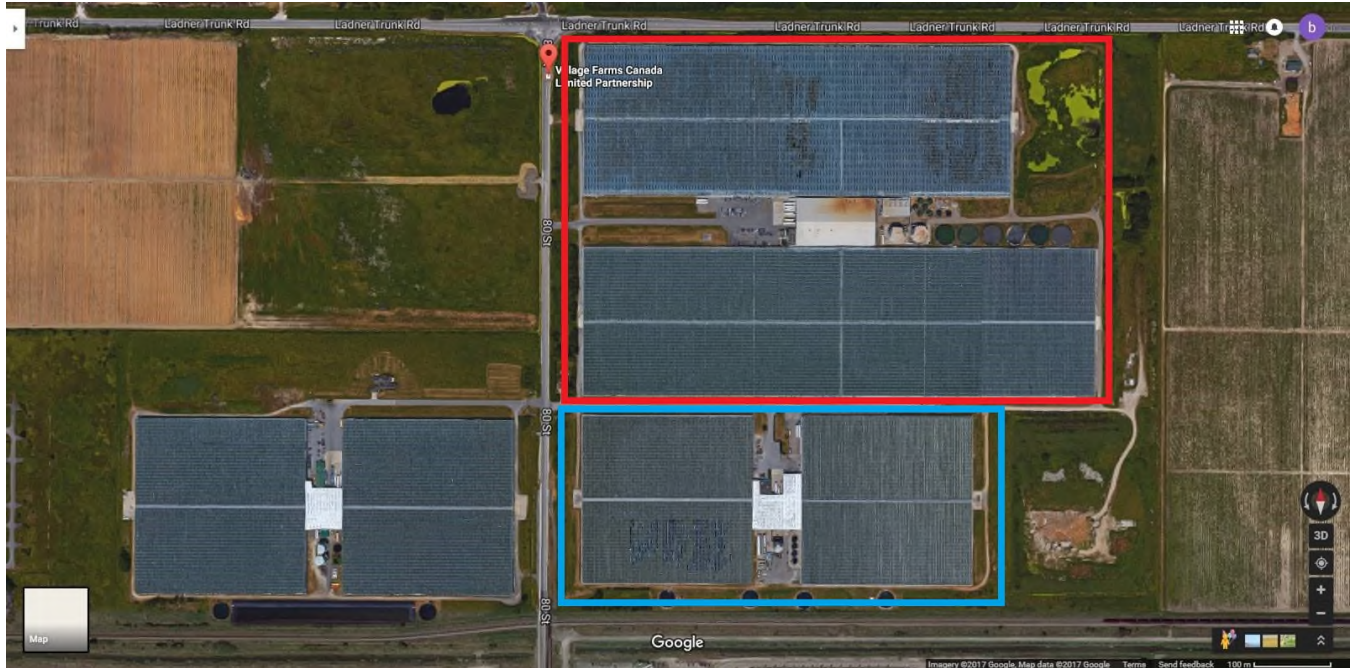 Trunk Rd
Ladner Trunk Rd
Ladner Trunk Rd
Ladner Trunk Rd
Ladner Trunk Rd
Ladner Trunk Rd
Ladner Trunk Rd
Ladner Rd
b
Village Farms Canada
Limited Partnership
80 St
80 St
80 St
3D
+
−
Map
Google
Imagery ©2017 Google, Map data ©2017 Google Terms Send feedback 100 m